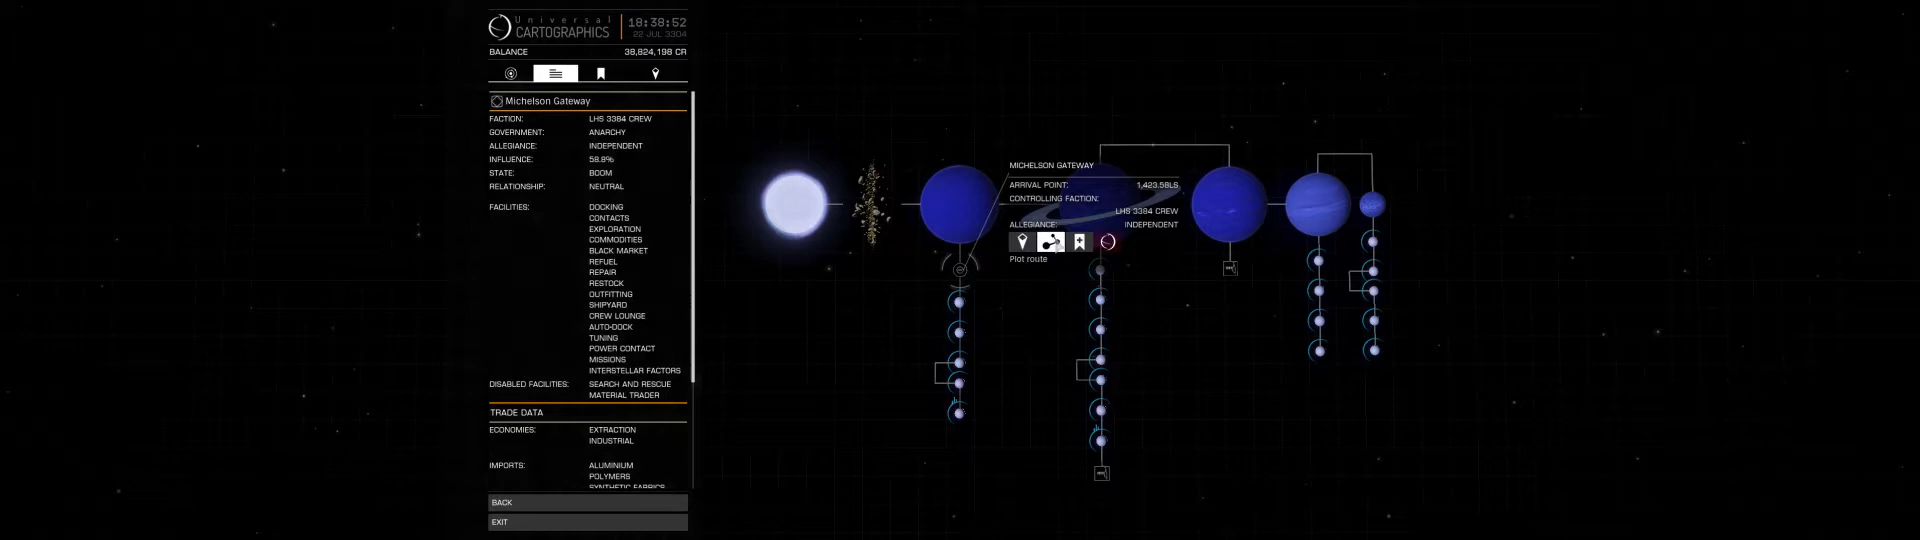 Universal
CARTOGRAPHICS
18:38:52
22 JUL 3304
BALANCE 38,824,198 CR
Michelson Gateway
FACTION: LHS 3384 CREW
GOVERNMENT: ANARCHY
ALLEGIANCE: INDEPENDENT
INFLUENCE: 58.8%
STATE: BOOM
RELATIONSHIP: NEUTRAL
FACILITIES: DOCKING
CONTACTS
EXPLORATION
COMMODITIES
BLACK MARKET
REFUEL
REPAIR
RESTOCK
OUTFITTING
SHIPYARD
CREW LOUNGE
AUTO-DOCK
TUNING
POWER CONTACT
MISSIONS
INTERSTELLAR FACTORS
DISABLED FACILITIES: SEARCH AND RESCUE
MATERIAL TRADER
TRADE DATA
ECONOMIES: EXTRACTION
INDUSTRIAL
IMPORTS: ALUMINIUM
POLYMERS
SYNTHETIC FABRICS
BACK
EXIT
MICHELSON GATEWAY
ARRIVAL POINT: 1,423.58LS
CONTROLLING FACTION:
LHS 3384 CREW
ALLEGIANCE: INDEPENDENT
Plot route